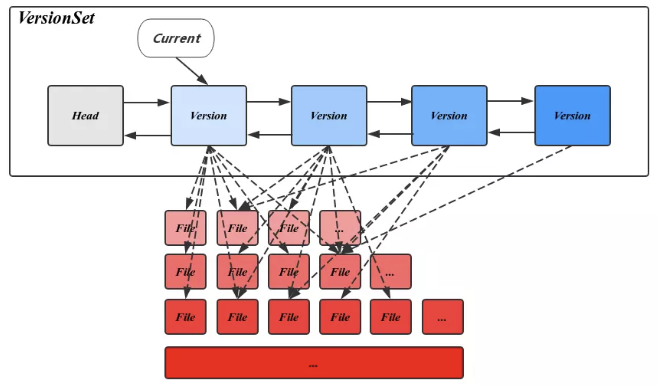 VersionSet
Current
Head Version Version Version Version
File File File ...
File File File File ...
File File File File File ...
...